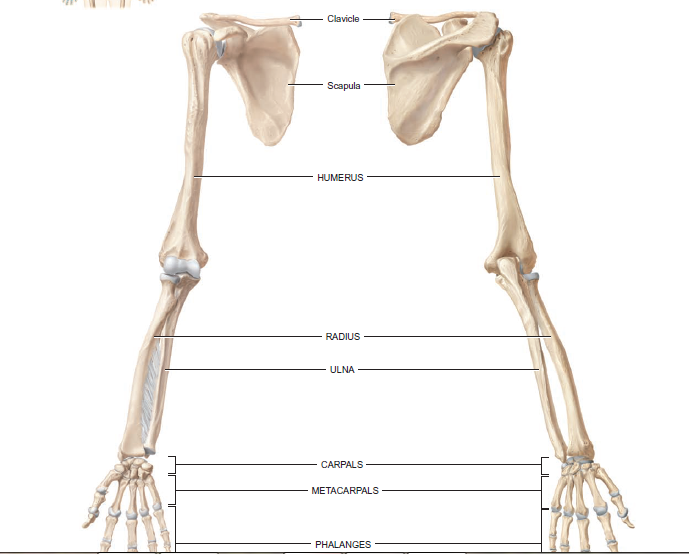 Clavicle
Scapula
HUMERUS
RADIUS
ULNA
CARPALS
METACARPALS
PHALANGES